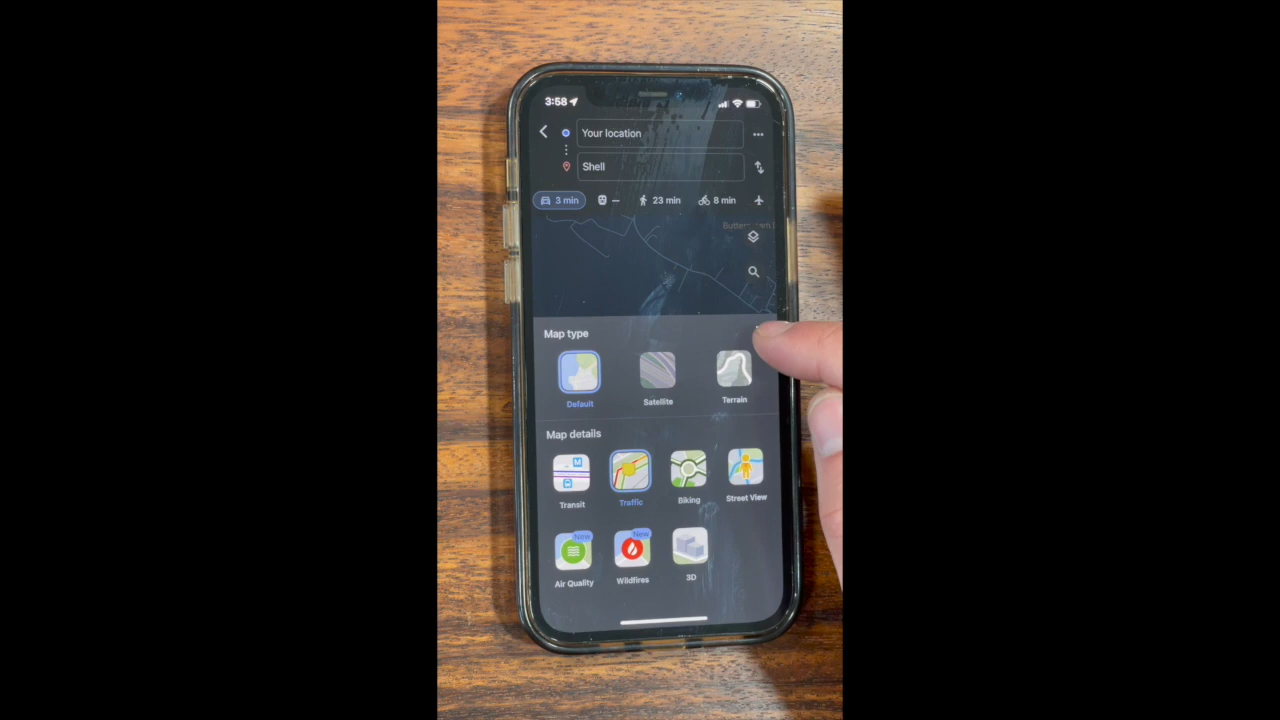 3:58
Your location
Shell
3 min
--
23 min
8 min
Map type
Default
Satellite
Terrain
Map details
M
Transit
Traffic
Biking
Street View
New
New
Air Quality
Wildfires
3D